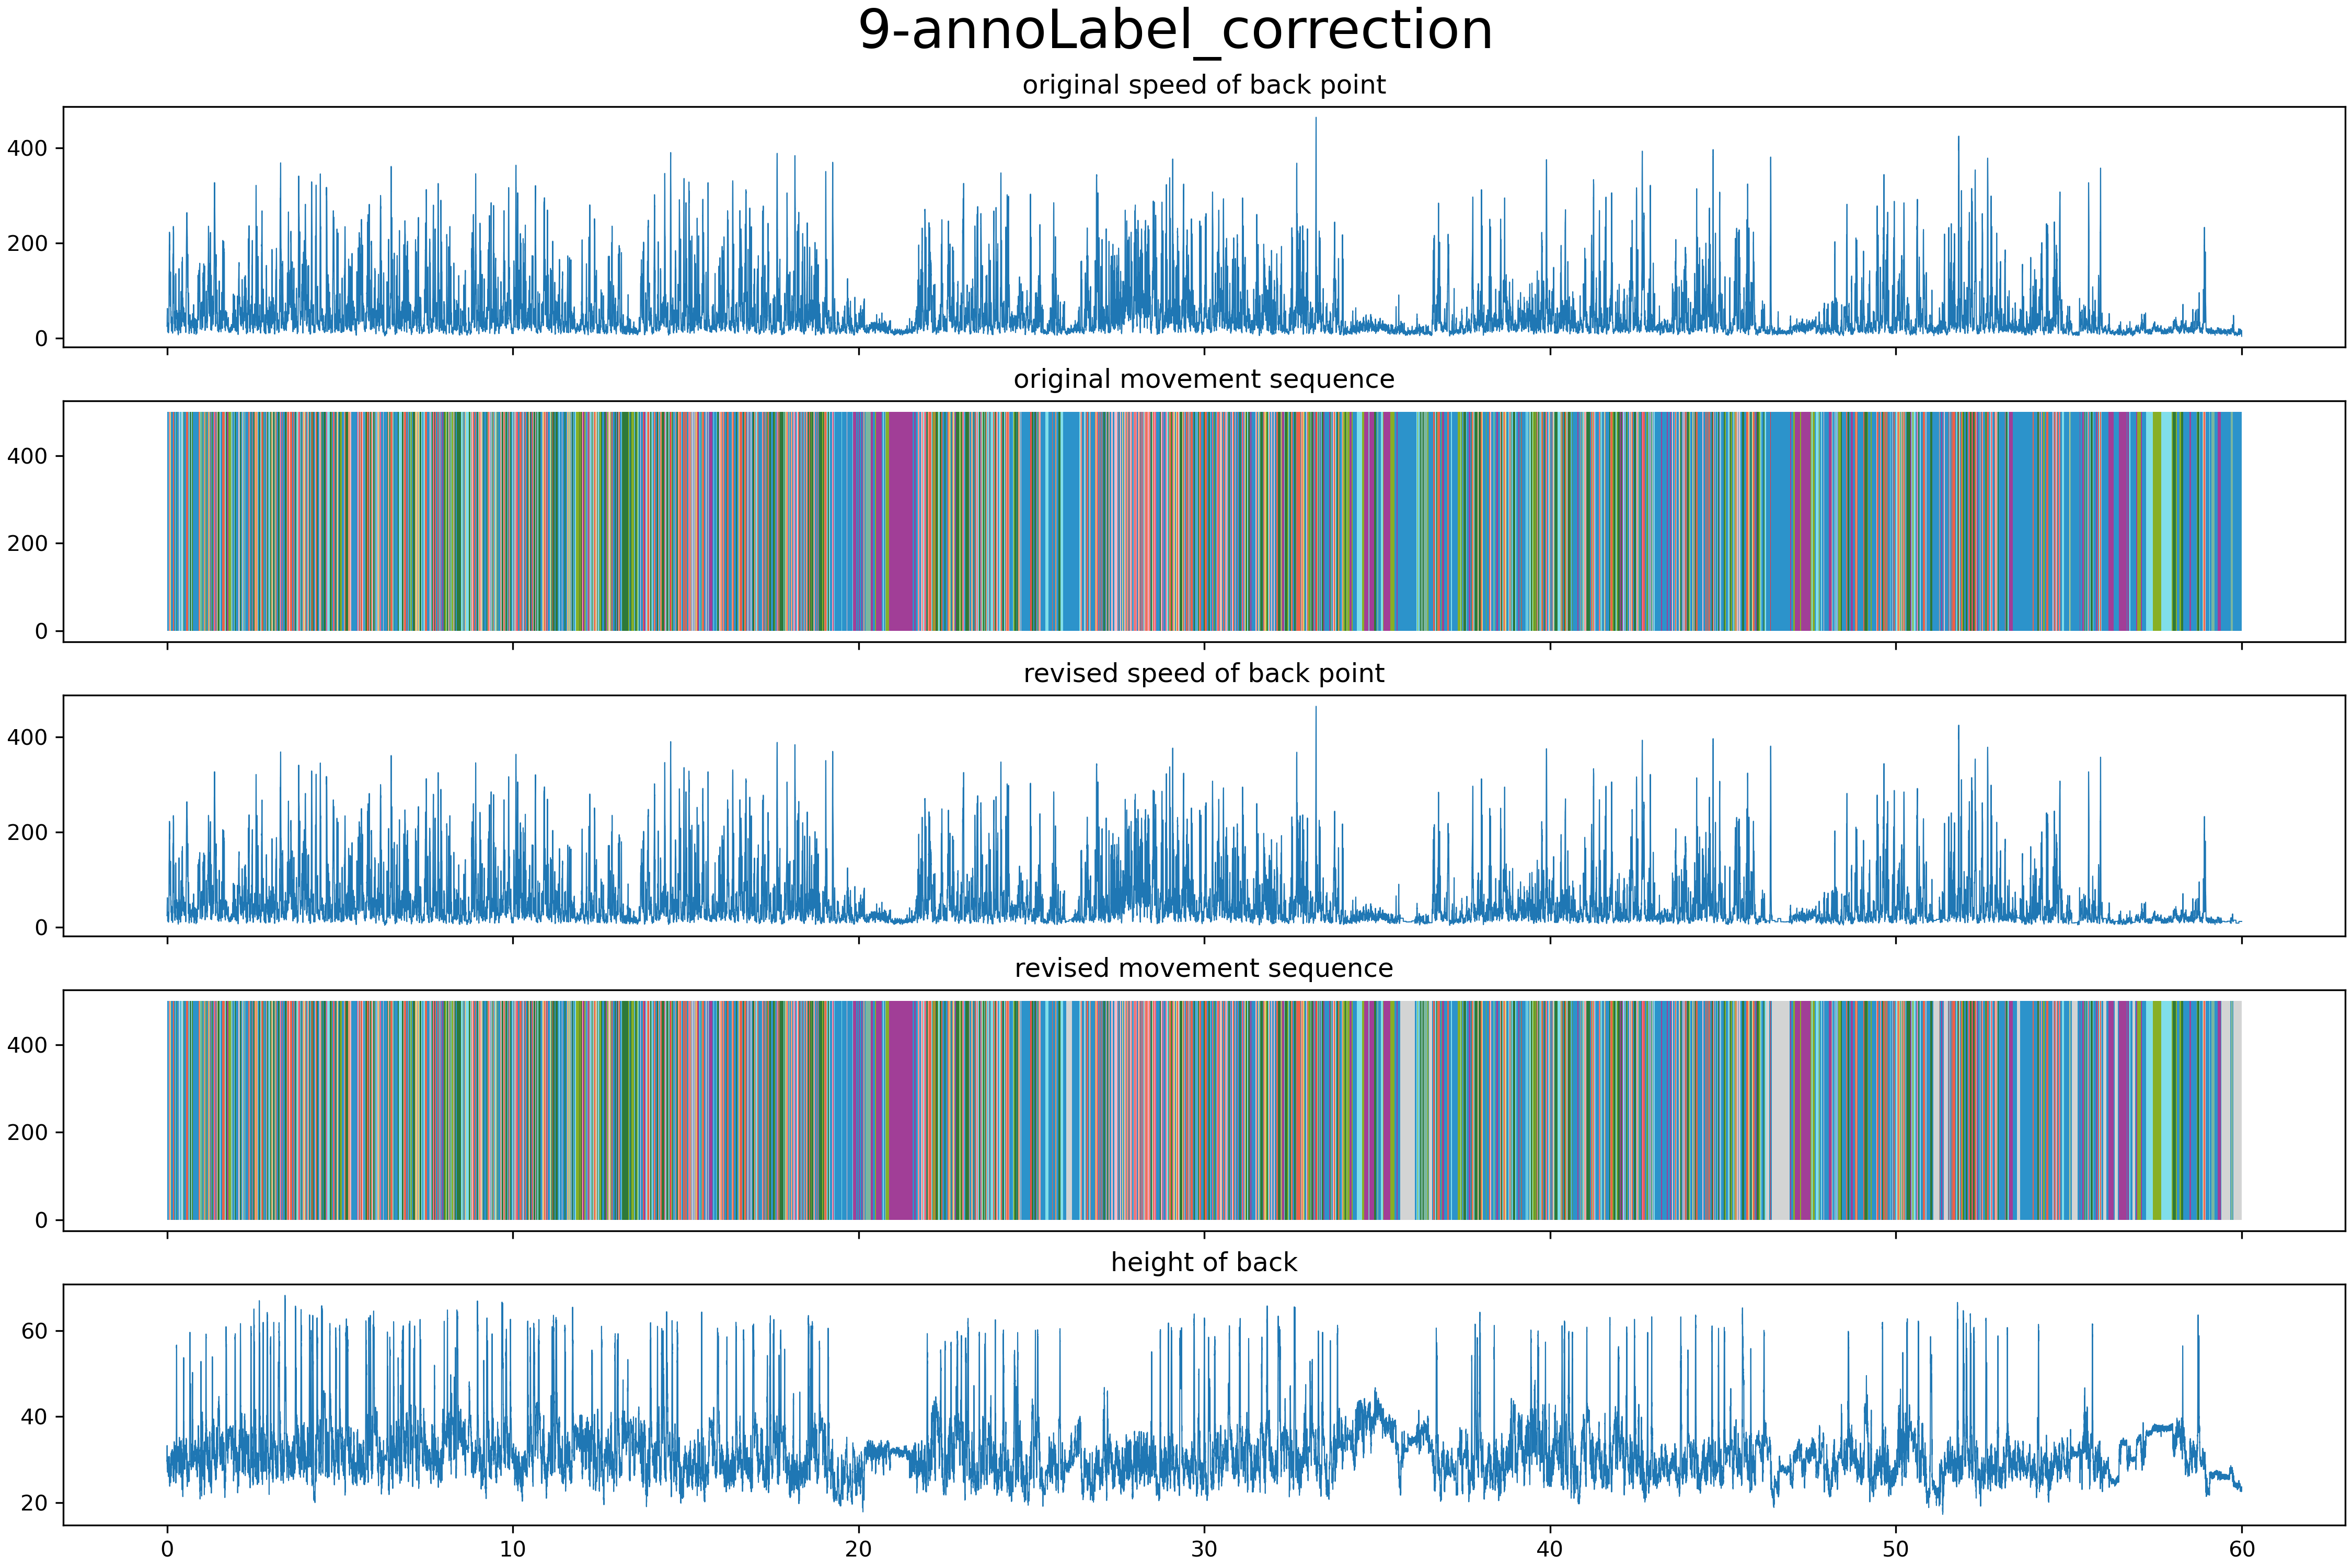 9-annoLabel_correction
original speed of back point
400
200
0
original movement sequence
400
200
0
revised speed of back point
400
200
0
revised movement sequence
400
200
0
height of back
60
40
20
0 10 20 30 40 50 60